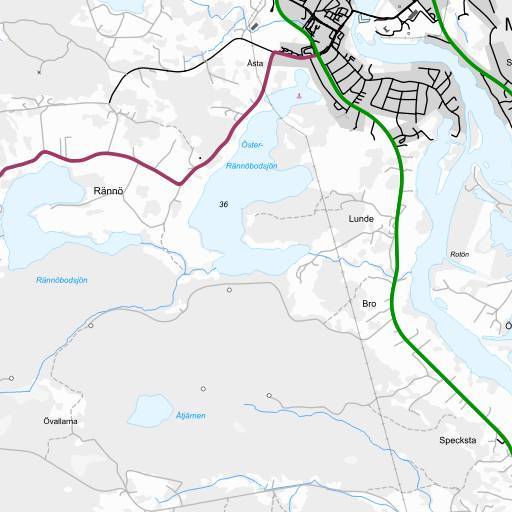 N
S
Åsta
Öster-
Rännöbodsjön
Rännö
36
Lunde
Rotön
Rännöbodsjön
Bro
Ö
Åtjärnen
Övallarna
Specksta